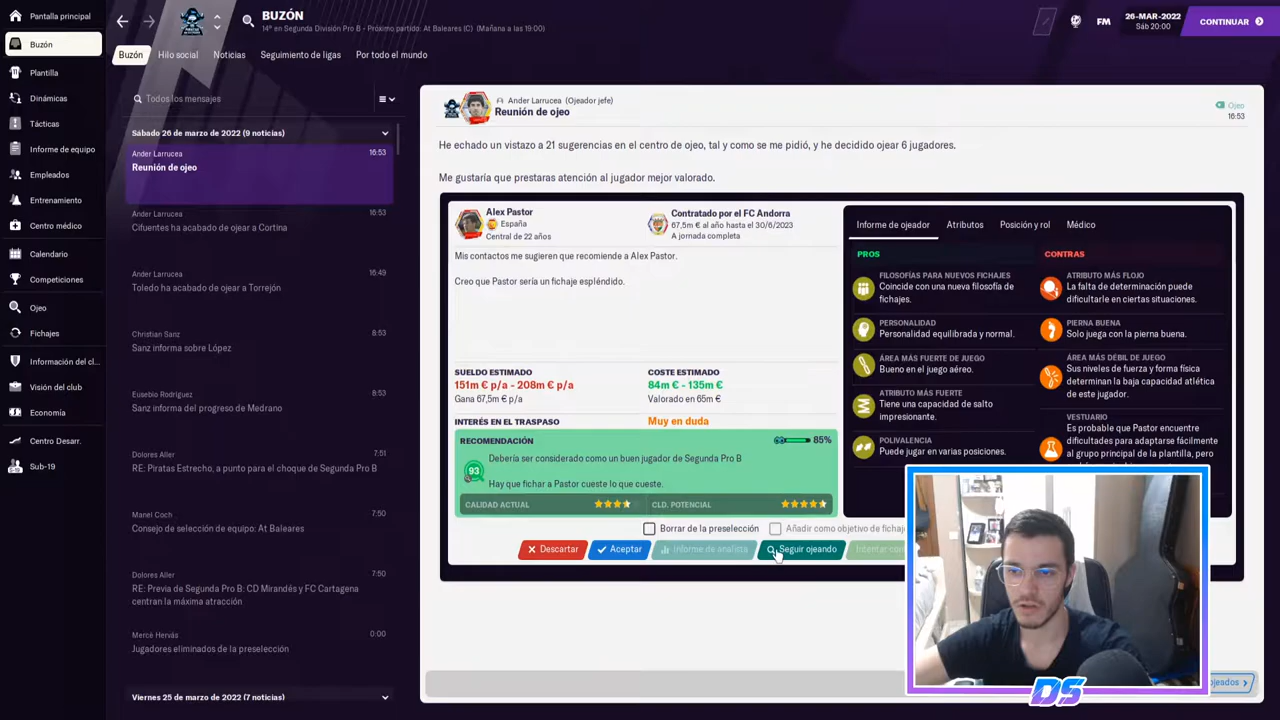 Pantalla principal
Buzón
Plantilla
Dinámicas
Tácticas
Informe de equipo
Empleados
Entrenamiento
Centro médico
Calendario
Competiciones
Ojeo
Fichajes
Información del cl...
Visión del club
Economía
Centro Desarr.
Sub-19
BUZÓN
14º en Segunda División Pro B - Próximo partido: At Baleares (C) (Mañana a las 19:00)
FM
26-MAR-2022
Sáb 20:00
CONTINUAR
Buzón
Hilo social
Noticias
Seguimiento de ligas
Por todo el mundo
Todos los mensajes
Sábado 26 de marzo de 2022 (9 noticias)
Ander Larrucea
16:53
Reunión de ojeo
Ander Larrucea
16:53
Cifuentes ha acabado de ojear a Cortina
Ander Larrucea
16:49
Toledo ha acabado de ojear a Torrejón
Christian Sanz
8:53
Sanz informa sobre López
Eusebio Rodríguez
8:53
Sanz informa del progreso de Medrano
Dolores Aller
7:51
RE: Piratas Estrecho, a punto para el choque de Segunda Pro B
Manel Coch
7:50
Consejo de selección de equipo: At Baleares
Dolores Aller
7:50
RE: Previa de Segunda Pro B: CD Mirandés y FC Cartagena
centran la máxima atracción
Mercè Hervás
0:00
Jugadores eliminados de la preselección
Viernes 25 de marzo de 2022 (7 noticias)
Ander Larrucea (Ojeador jefe)
Reunión de ojeo
Ojeo
16:53
He echado un vistazo a 21 sugerencias en el centro de ojeo, tal y como se me pidió, y he decidido ojear 6 jugadores.
Me gustaría que prestaras atención al jugador mejor valorado.
Alex Pastor
España
Central de 22 años
Contratado por el FC Andorra
67,5m € al año hasta el 30/6/2023
A jornada completa
Mis contactos me sugieren que recomiende a Alex Pastor.
Creo que Pastor sería un fichaje espléndido.
SUELDO ESTIMADO
151m € p/a - 208m € p/a
Gana 67,5m € p/a
COSTE ESTIMADO
84m € - 135m €
Valorado en 65m €
INTERÉS EN EL TRASPASO
Muy en duda
RECOMENDACIÓN
85%
93
Debería ser considerado como un buen jugador de Segunda Pro B
Hay que fichar a Pastor cueste lo que cueste.
CALIDAD ACTUAL
CLD. POTENCIAL
Informe de ojeador
Atributos
Posición y rol
Médico
PROS
FILOSOFÍAS PARA NUEVOS FICHAJES
Coincide con una nueva filosofía de
fichajes.
PERSONALIDAD
Personalidad equilibrada y normal.
ÁREA MÁS FUERTE DE JUEGO
Bueno en el juego aéreo.
ATRIBUTO MÁS FUERTE
Tiene una capacidad de salto
impresionante.
POLIVALENCIA
Puede jugar en varias posiciones.
CONTRAS
ATRIBUTO MÁS FLOJO
La falta de determinación puede
dificultarle en ciertas situaciones.
PIERNA BUENA
Solo juega con la pierna buena.
ÁREA MÁS DÉBIL DE JUEGO
Sus niveles de fuerza y forma física
determinan la baja capacidad atlética
de este jugador.
VESTUARIO
Es probable que Pastor encuentre
dificultades para adaptarse fácilmente
al grupo principal de la plantilla, pero
Borrar de la preselección
Añadir como objetivo de fichaj
Descartar
Aceptar
Informe de analista
Seguir ojeando
Intentar con
ojeados
DS